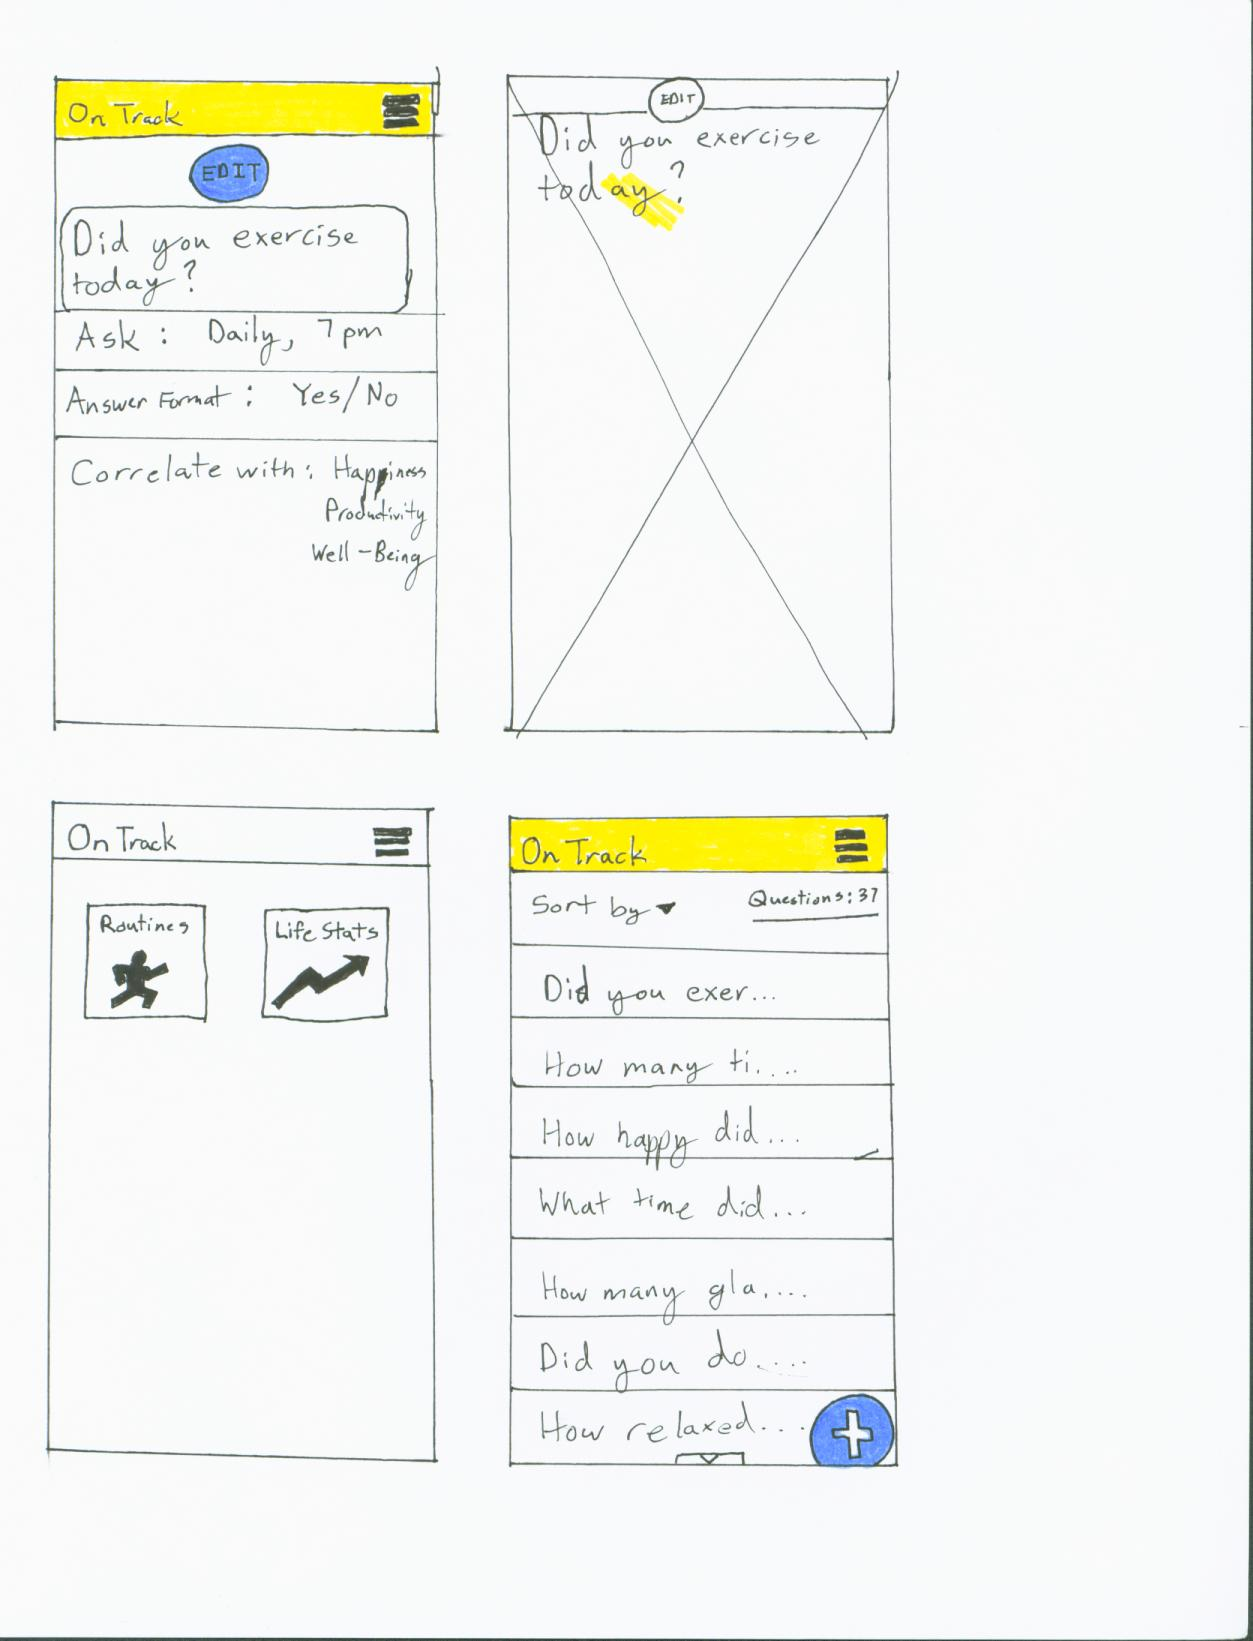 On Track
EDIT
Did you exercise
today?
Ask : Daily, 7pm
Answer Format : Yes/No
Correlate with : Happiness
Productivity
Well-Being
EDIT
Did you exercise
today?
On Track
Routines
Life Stats
On Track
Sort by
Questions: 37
Did you exer...
How many ti....
How happy did...
What time did...
How many gla....
Did you do.....
How relaxed...